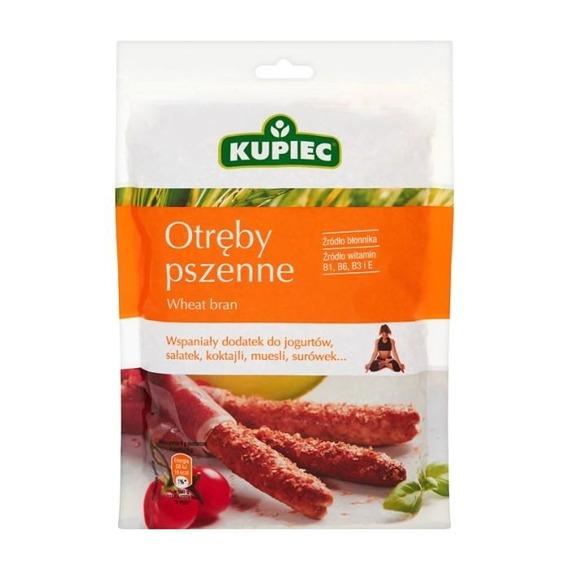 KUPIEC
Otręby
pszenne
Wheat bran
Źródło błonnika
Źródło witamin
B1, B6, B3 i E
Wspaniały dodatek do jogurtów,
sałatek, koktajli, muesli, surówek...
Energia